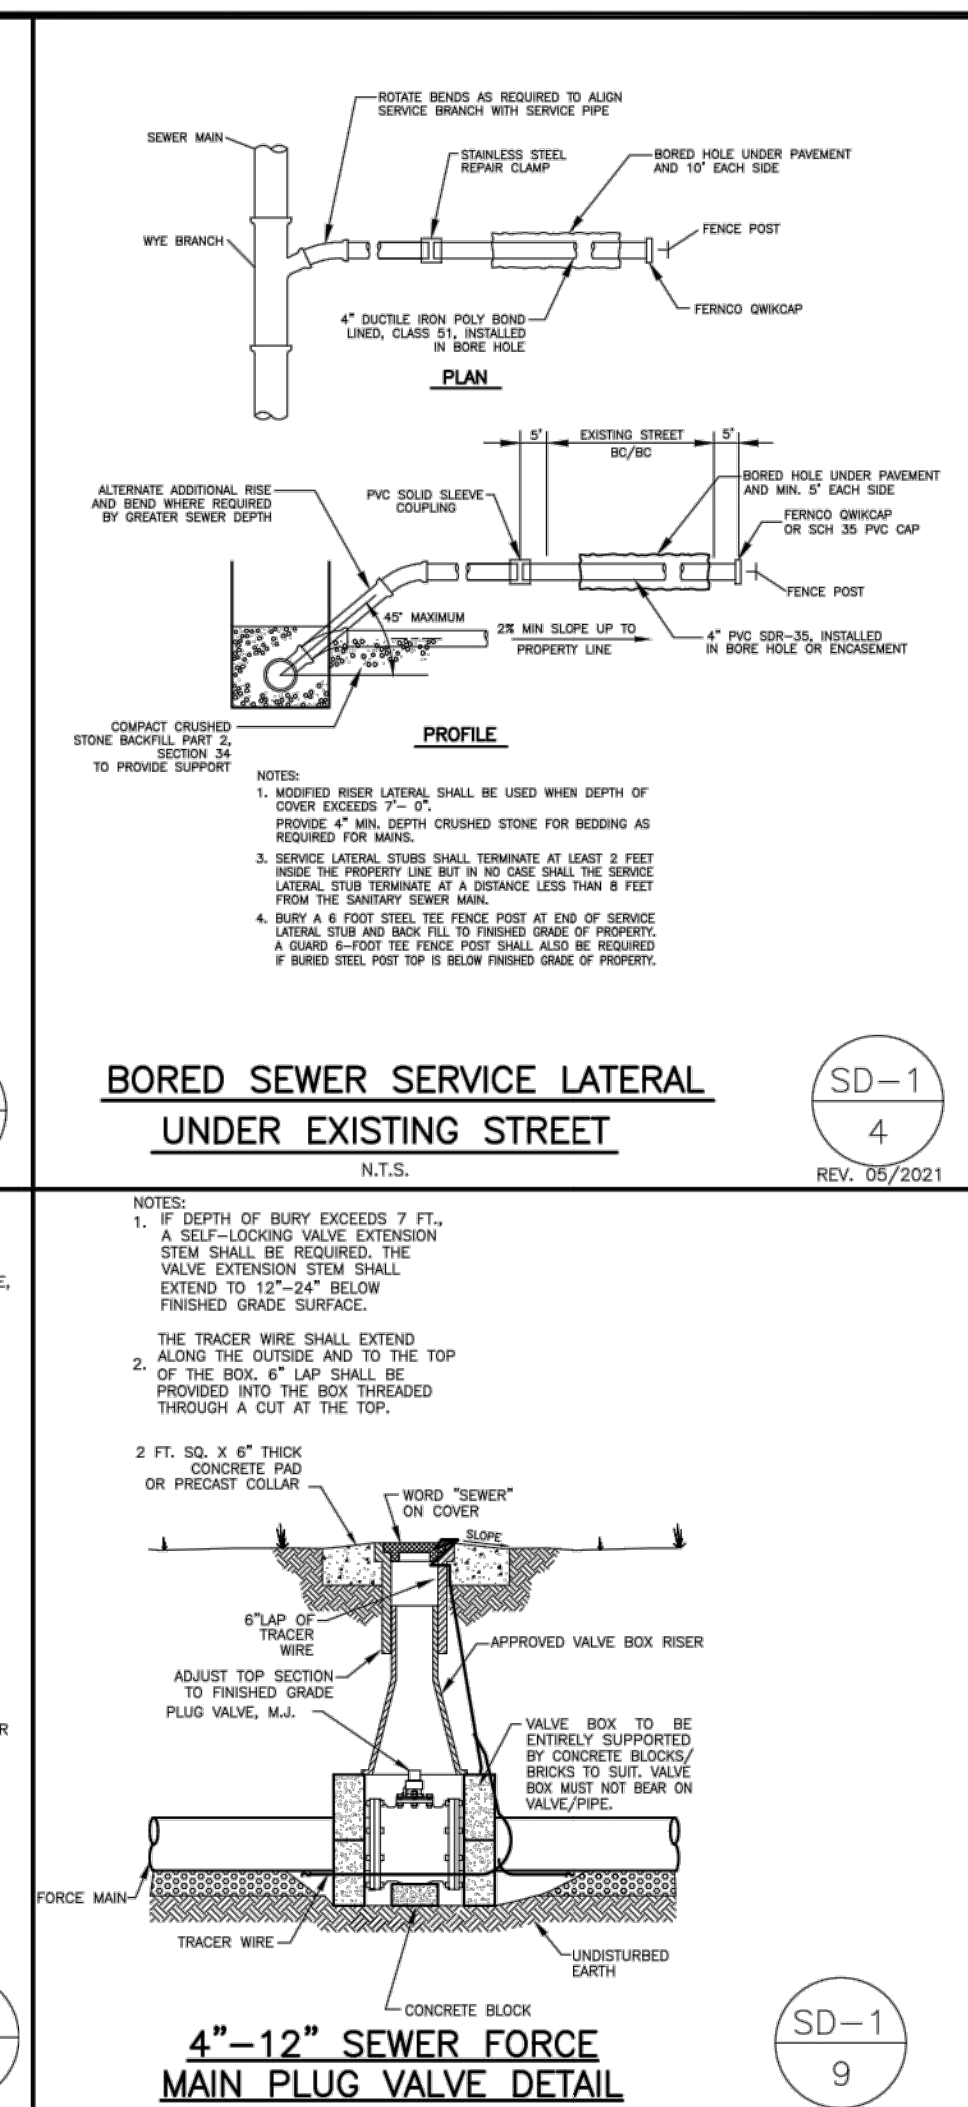 ROTATE BENDS AS REQUIRED TO ALIGN
SERVICE BRANCH WITH SERVICE PIPE
SEWER MAIN
STAINLESS STEEL
REPAIR CLAMP
BORED HOLE UNDER PAVEMENT
AND 10' EACH SIDE
WYE BRANCH
FENCE POST
FERNCO QWIKCAP
4" DUCTILE IRON POLY BOND
LINED, CLASS 51, INSTALLED
IN BORE HOLE
PLAN
5'
EXISTING STREET
BC/BC
5'
ALTERNATE ADDITIONAL RISE
AND BEND WHERE REQUIRED
BY GREATER SEWER DEPTH
PVC SOLID SLEEVE
COUPLING
BORED HOLE UNDER PAVEMENT
AND MIN. 5' EACH SIDE
FERNCO QWIKCAP
OR SCH 35 PVC CAP
FENCE POST
45° MAXIMUM
2% MIN SLOPE UP TO
PROPERTY LINE
4" PVC SDR-35, INSTALLED
IN BORE HOLE OR ENCASEMENT
COMPACT CRUSHED
STONE BACKFILL PART 2,
SECTION 34
TO PROVIDE SUPPORT
PROFILE
NOTES:
1. MODIFIED RISER LATERAL SHALL BE USED WHEN DEPTH OF
COVER EXCEEDS 7'- 0".
PROVIDE 4" MIN. DEPTH CRUSHED STONE FOR BEDDING AS
REQUIRED FOR MAINS.
3. SERVICE LATERAL STUBS SHALL TERMINATE AT LEAST 2 FEET
INSIDE THE PROPERTY LINE BUT IN NO CASE SHALL THE SERVICE
LATERAL STUB TERMINATE AT A DISTANCE LESS THAN 8 FEET
FROM THE SANITARY SEWER MAIN.
4. BURY A 6 FOOT STEEL TEE FENCE POST AT END OF SERVICE
LATERAL STUB AND BACK FILL TO FINISHED GRADE OF PROPERTY.
A GUARD 6-FOOT TEE FENCE POST SHALL ALSO BE REQUIRED
IF BURIED STEEL POST TOP IS BELOW FINISHED GRADE OF PROPERTY.
BORED SEWER SERVICE LATERAL
UNDER EXISTING STREET
N.T.S.
SD-1
4
REV. 05/2021
NOTES:
1. IF DEPTH OF BURY EXCEEDS 7 FT.,
A SELF-LOCKING VALVE EXTENSION
STEM SHALL BE REQUIRED. THE
VALVE EXTENSION STEM SHALL
EXTEND TO 12"-24" BELOW
FINISHED GRADE SURFACE.
E,
THE TRACER WIRE SHALL EXTEND
2. ALONG THE OUTSIDE AND TO THE TOP
OF THE BOX. 6" LAP SHALL BE
PROVIDED INTO THE BOX THREADED
THROUGH A CUT AT THE TOP.
2 FT. SQ. X 6" THICK
CONCRETE PAD
OR PRECAST COLLAR
WORD "SEWER"
ON COVER
SLOPE
6"LAP OF
TRACER
WIRE
APPROVED VALVE BOX RISER
ADJUST TOP SECTION
TO FINISHED GRADE
PLUG VALVE, M.J.
R
VALVE BOX TO BE
ENTIRELY SUPPORTED
BY CONCRETE BLOCKS/
BRICKS TO SUIT. VALVE
BOX MUST NOT BEAR ON
VALVE/PIPE.
FORCE MAIN
TRACER WIRE
UNDISTURBED
EARTH
CONCRETE BLOCK
4"-12" SEWER FORCE
MAIN PLUG VALVE DETAIL
SD-1
9